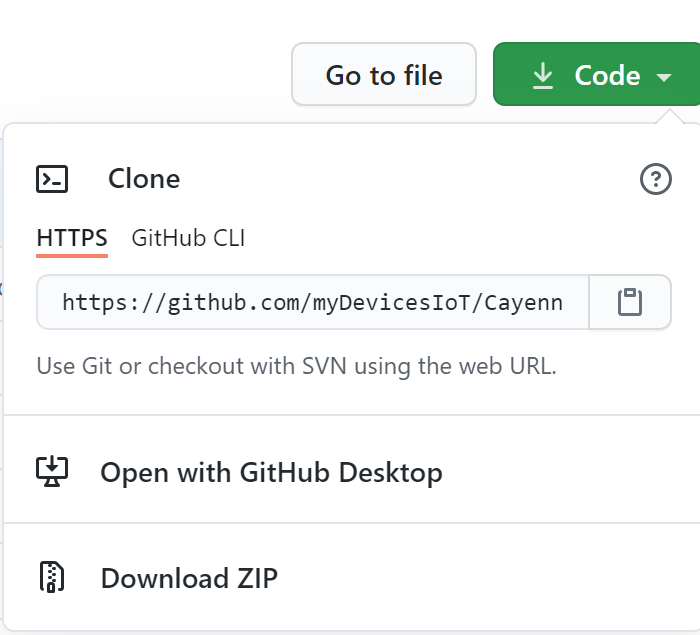 Go to file
Code
Clone
HTTPS GitHub CLI
https://github.com/myDevicesIoT/Cayenn
Use Git or checkout with SVN using the web URL.
Open with GitHub Desktop
Download ZIP